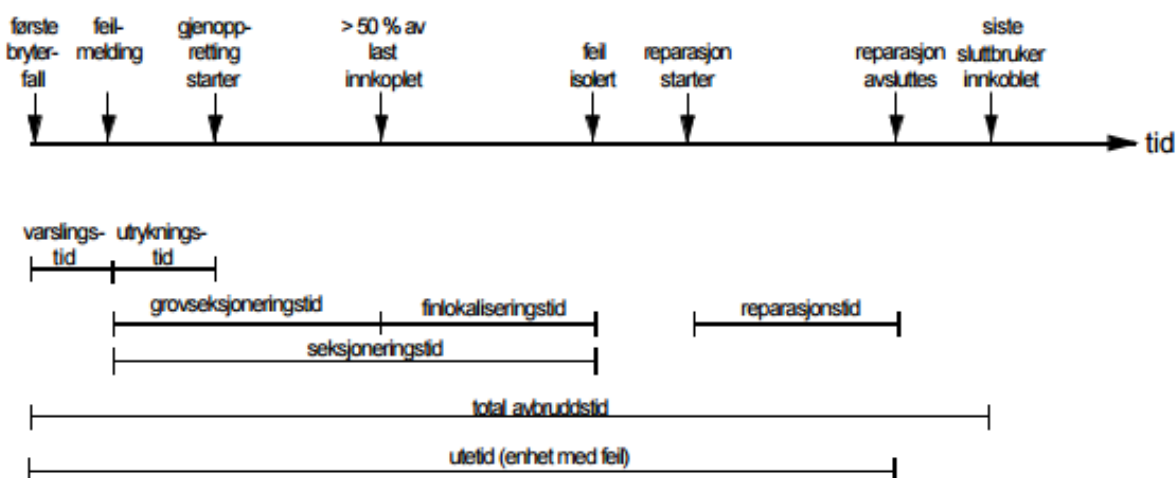 første
bryter-
fall
feil-
melding
gjenopp-
retting
starter
> 50 % av
last
innkoplet
feil
isolert
reparasjon
starter
reparasjon
avsluttes
siste
sluttbruker
innkoblet
tid
varslings-
tid
utryknings-
tid
grovseksjoneringstid
finlokaliseringstid
reparasjonstid
seksjoneringstid
total avbruddstid
utetid (enhet med feil)